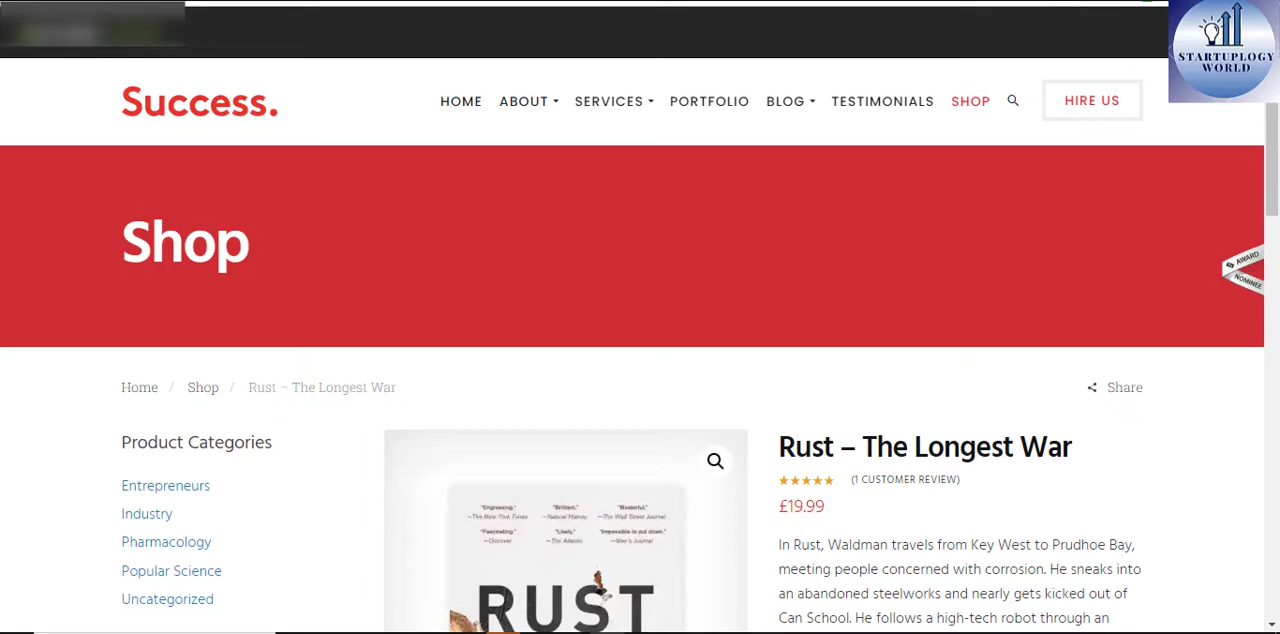 STARTUPLOGY
WORLD
Success.
HOME ABOUT SERVICES PORTFOLIO BLOG TESTIMONIALS SHOP HIRE US
Shop
AWARD
NOMINEE
Home / Shop / Rust – The Longest War
Share
Product Categories
Entrepreneurs
Industry
Pharmacology
Popular Science
Uncategorized
"Engrossing." "Brilliant." "Masterful."
—The New York Times —Natural History —The Wall Street Journal
"Fascinating." "Lively." "Impossible to put down."
—Discover —The Atlantic —Men's Journal
RUST
Rust – The Longest War
(1 CUSTOMER REVIEW)
£19.99
In Rust, Waldman travels from Key West to Prudhoe Bay,
meeting people concerned with corrosion. He sneaks into
an abandoned steelworks and nearly gets kicked out of
Can School. He follows a high-tech robot through an